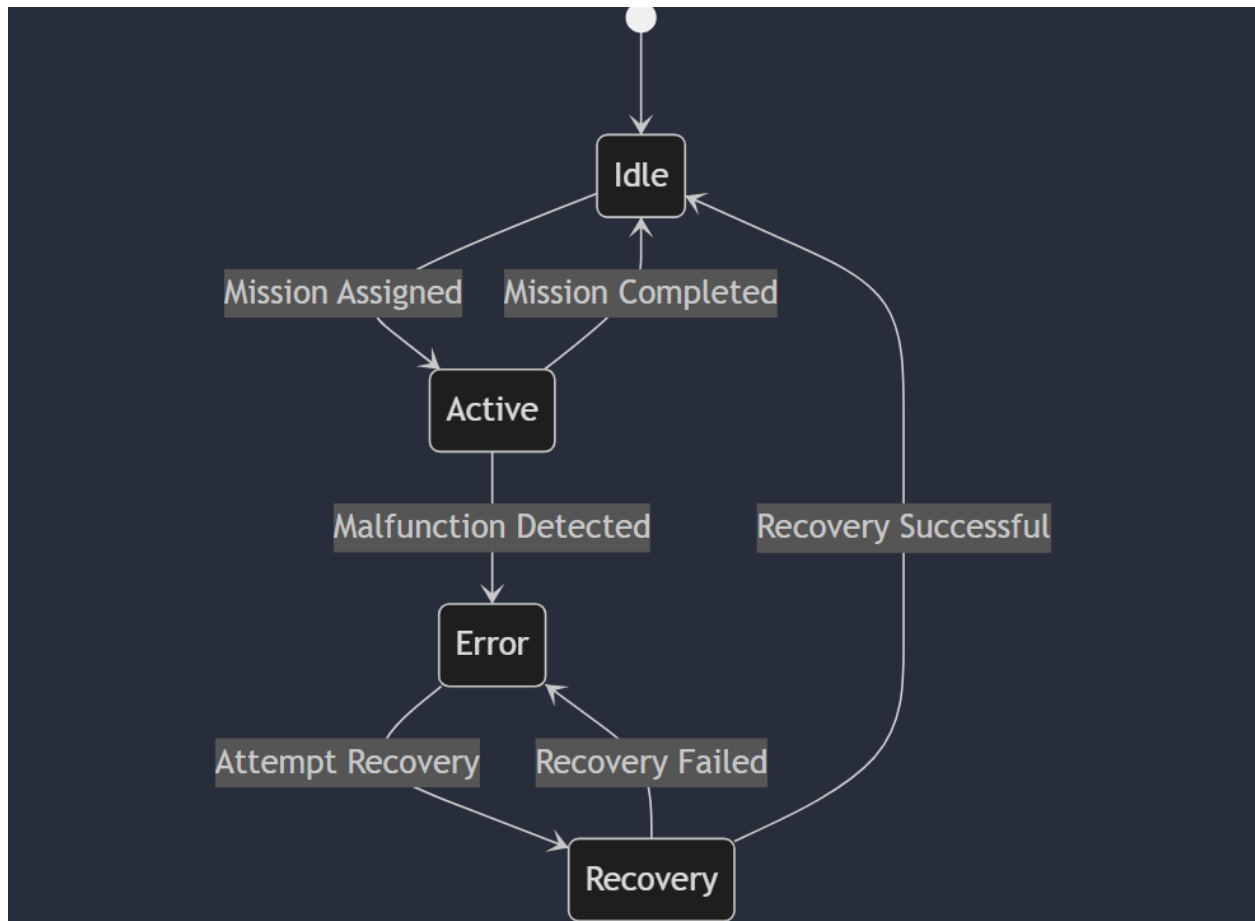 Idle
Mission Assigned
Mission Completed
Active
Malfunction Detected
Recovery Successful
Error
Attempt Recovery
Recovery Failed
Recovery